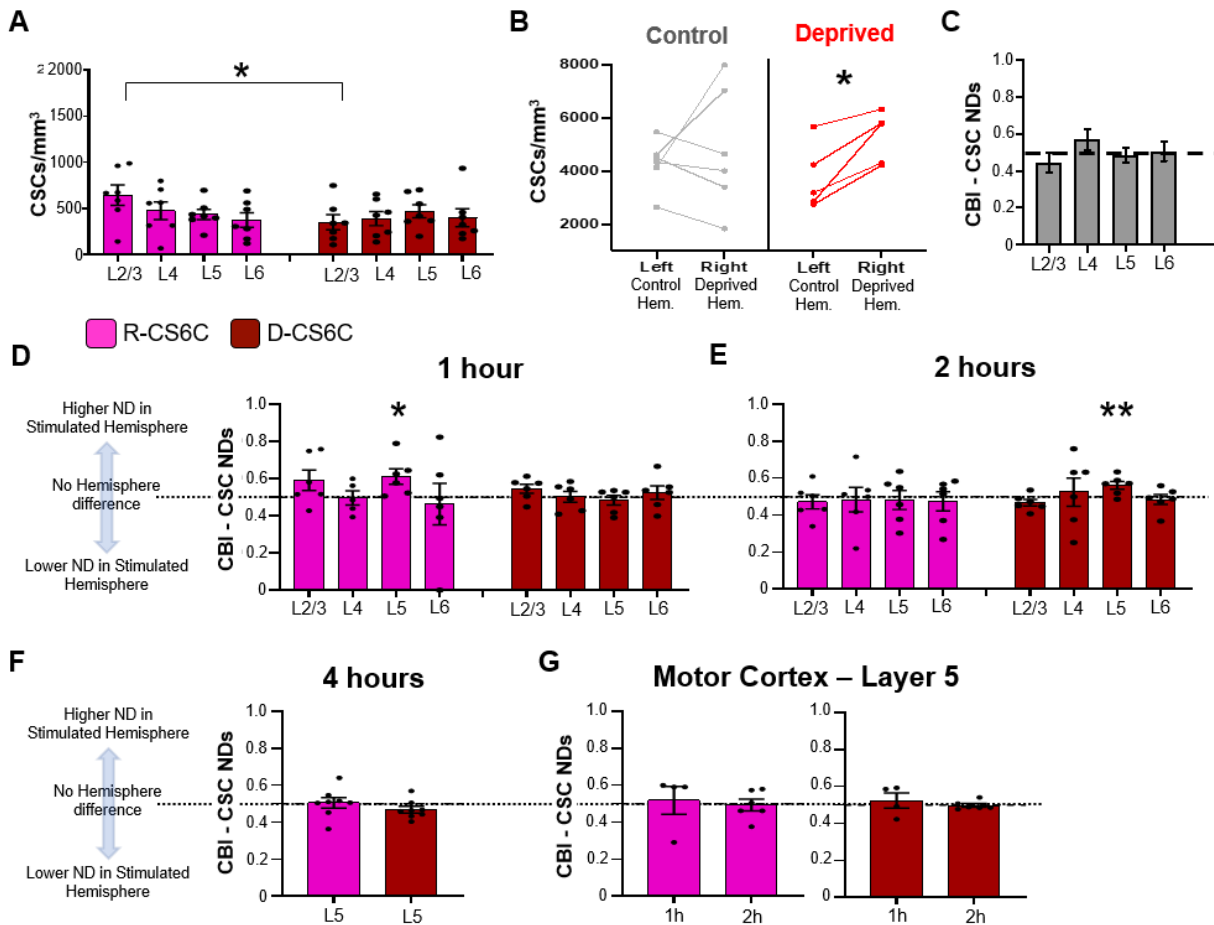 A
CSCs/mm³
2000
1500
1000
500
0
*
L2/3 L4 L5 L6
L2/3 L4 L5 L6
R-CS6C
D-CS6C
B
Control
Deprived
CSCs/mm³
8000
6000
4000
2000
*
Left Right
Control Deprived
Hem. Hem.
Left Right
Control Deprived
Hem. Hem.
C
CBI - CSC NDs
1.0
0.8
0.6
0.4
0.2
0
L2/3 L4 L5 L6
D
1 hour
Higher ND in
Stimulated Hemisphere
No Hemisphere
difference
Lower ND in Stimulated
Hemisphere
CBI - CSC NDs
1.0
0.8
0.6
0.4
0.2
0
*
L2/3 L4 L5 L6
L2/3 L4 L5 L6
E
2 hours
1.0
0.8
0.6
0.4
0.2
0
**
L2/3 L4 L5 L6
L2/3 L4 L5 L6
F
4 hours
Higher ND in
Stimulated Hemisphere
No Hemisphere
difference
Lower ND in Stimulated
Hemisphere
CBI - CSC NDs
1.0
0.8
0.6
0.4
0.2
0
L5 L5
G
Motor Cortex – Layer 5
CBI - CSC NDs
1.0
0.8
0.6
0.4
0.2
0
1h 2h
1.0
0.8
0.6
0.4
0.2
0
1h 2h